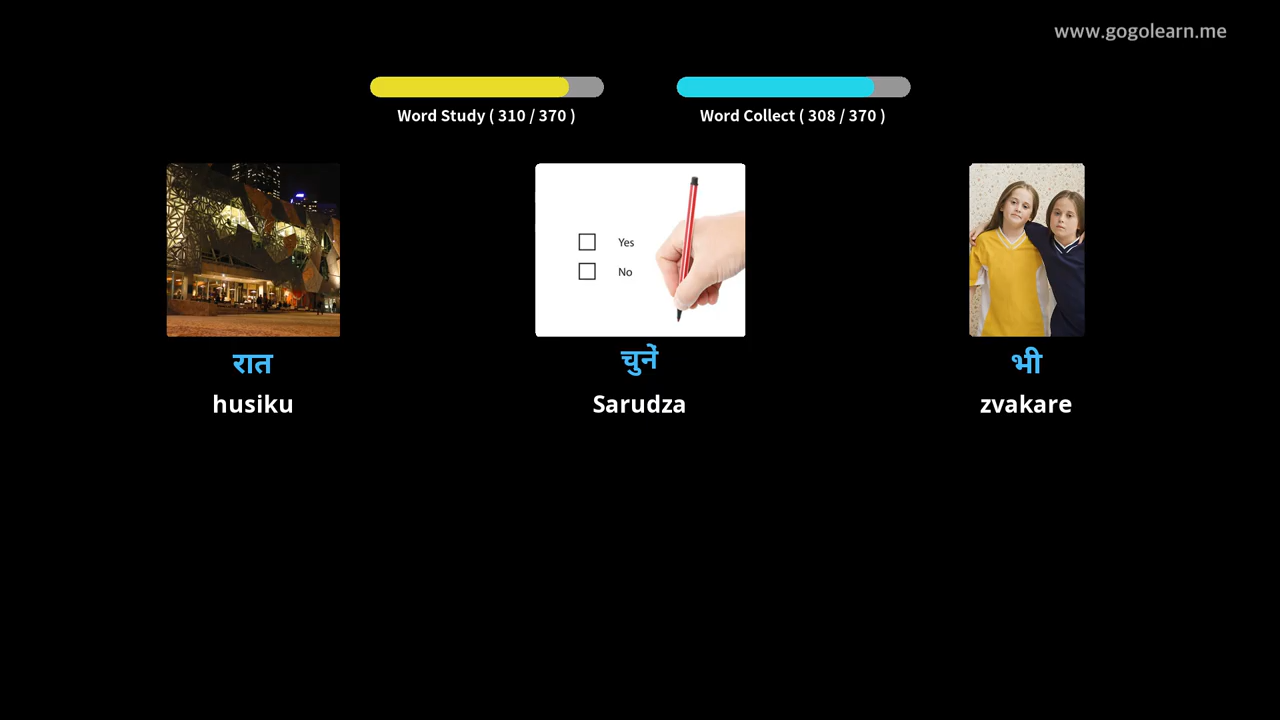 www.gogolearn.me
Word Study ( 310 / 370 )
Word Collect ( 308 / 370 )
Yes
No
रात
चुनें
भी
husiku
Sarudza
zvakare